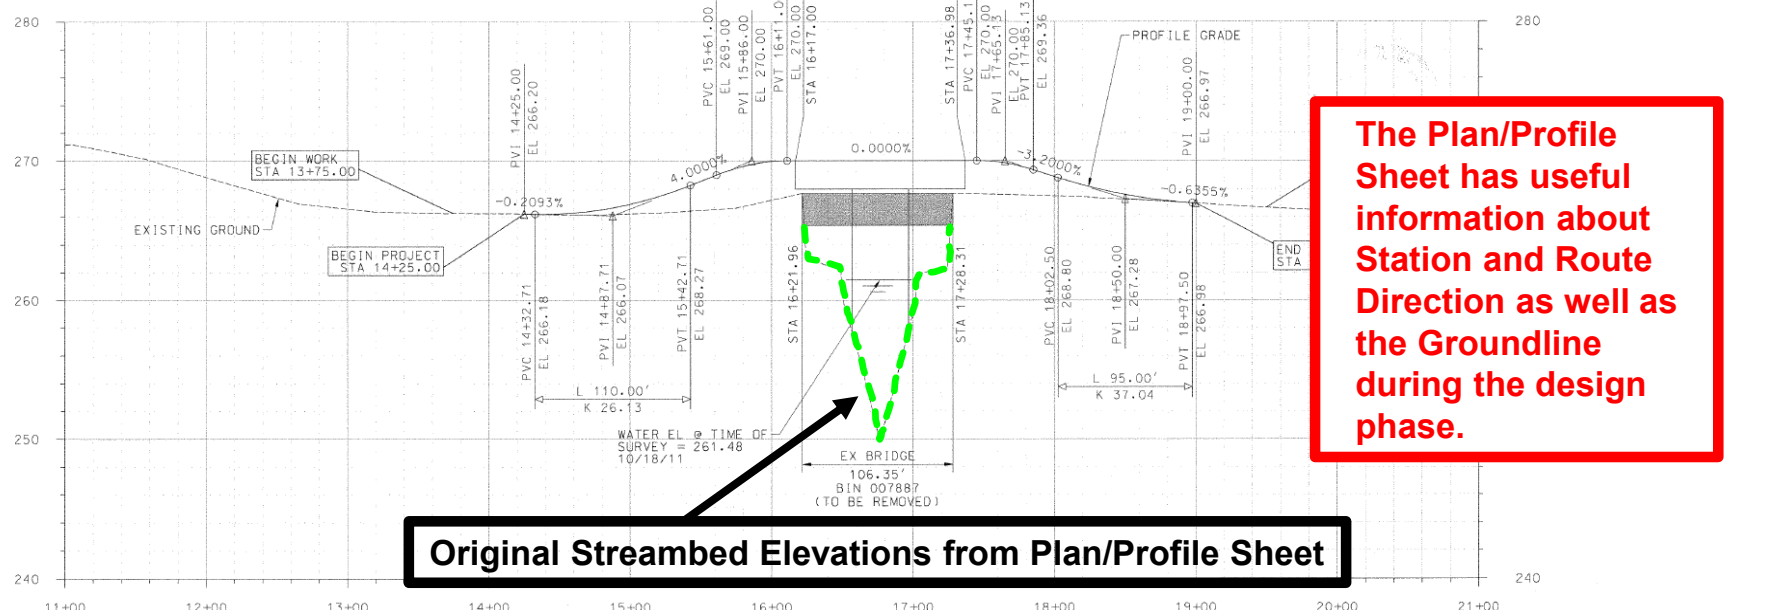 280
280
270
260
250
240
240
11+00
12+00
13+00
14+00
15+00
16+00
17+00
18+00
19+00
20+00
21+00
BEGIN WORK
STA 13+75.00
EXISTING GROUND
BEGIN PROJECT
STA 14+25.00
PVI 14+25.00
EL 266.20
-0.2093%
PVC 14+32.71
EL 266.18
PVI 14+87.71
EL 266.07
PVT 15+42.71
EL 268.27
L 110.00'
K 26.13
4.0000%
PVC 15+61.00
EL 269.00
PVI 15+86.00
EL 270.00
PVT 16+11.0
EL 270.00
STA 16+17.00
0.0000%
STA 17+36.98
PVC 17+45.1
EL 270.00
PVI 17+65.13
EL 270.00
PVT 17+85.13
EL 269.36
PROFILE GRADE
-3.2000%
PVI 19+00.00
EL 266.97
-0.6355%
STA 16+21.96
STA 17+28.31
PVC 18+02.50
EL 268.80
PVI 18+50.00
EL 267.28
PVT 18+97.50
EL 266.98
L 95.00'
K 37.04
END
STA
WATER EL @ TIME OF
SURVEY = 261.48
10/18/11
EX BRIDGE
106.35'
BIN 007887
(TO BE REMOVED)
The Plan/Profile
Sheet has useful
information about
Station and Route
Direction as well as
the Groundline
during the design
phase.
Original Streambed Elevations from Plan/Profile Sheet